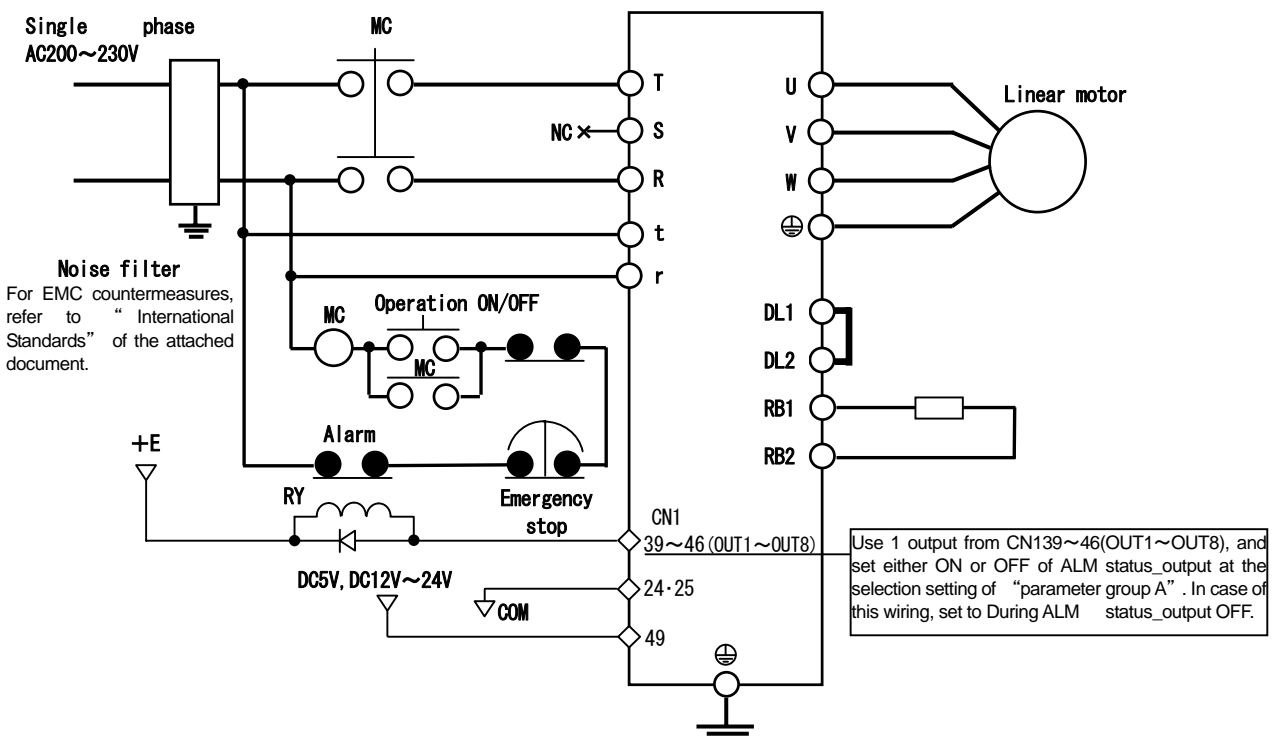 Single phase
AC200～230V
MC
T
NC
S
R
t
r
U
V
W
Linear motor
Noise filter
For EMC countermeasures,
refer to “ International
Standards” of the attached
document.
Operation ON/OFF
MC
MC
DL1
DL2
RB1
RB2
Alarm
Emergency
stop
+E
RY
CN1
39～46(OUT1～OUT8)
DC5V, DC12V～24V
24・25
COM
49
Use 1 output from CN139～46(OUT1～OUT8), and
set either ON or OFF of ALM status_output at the
selection setting of “parameter group A”. In case of
this wiring, set to During ALM status_output OFF.